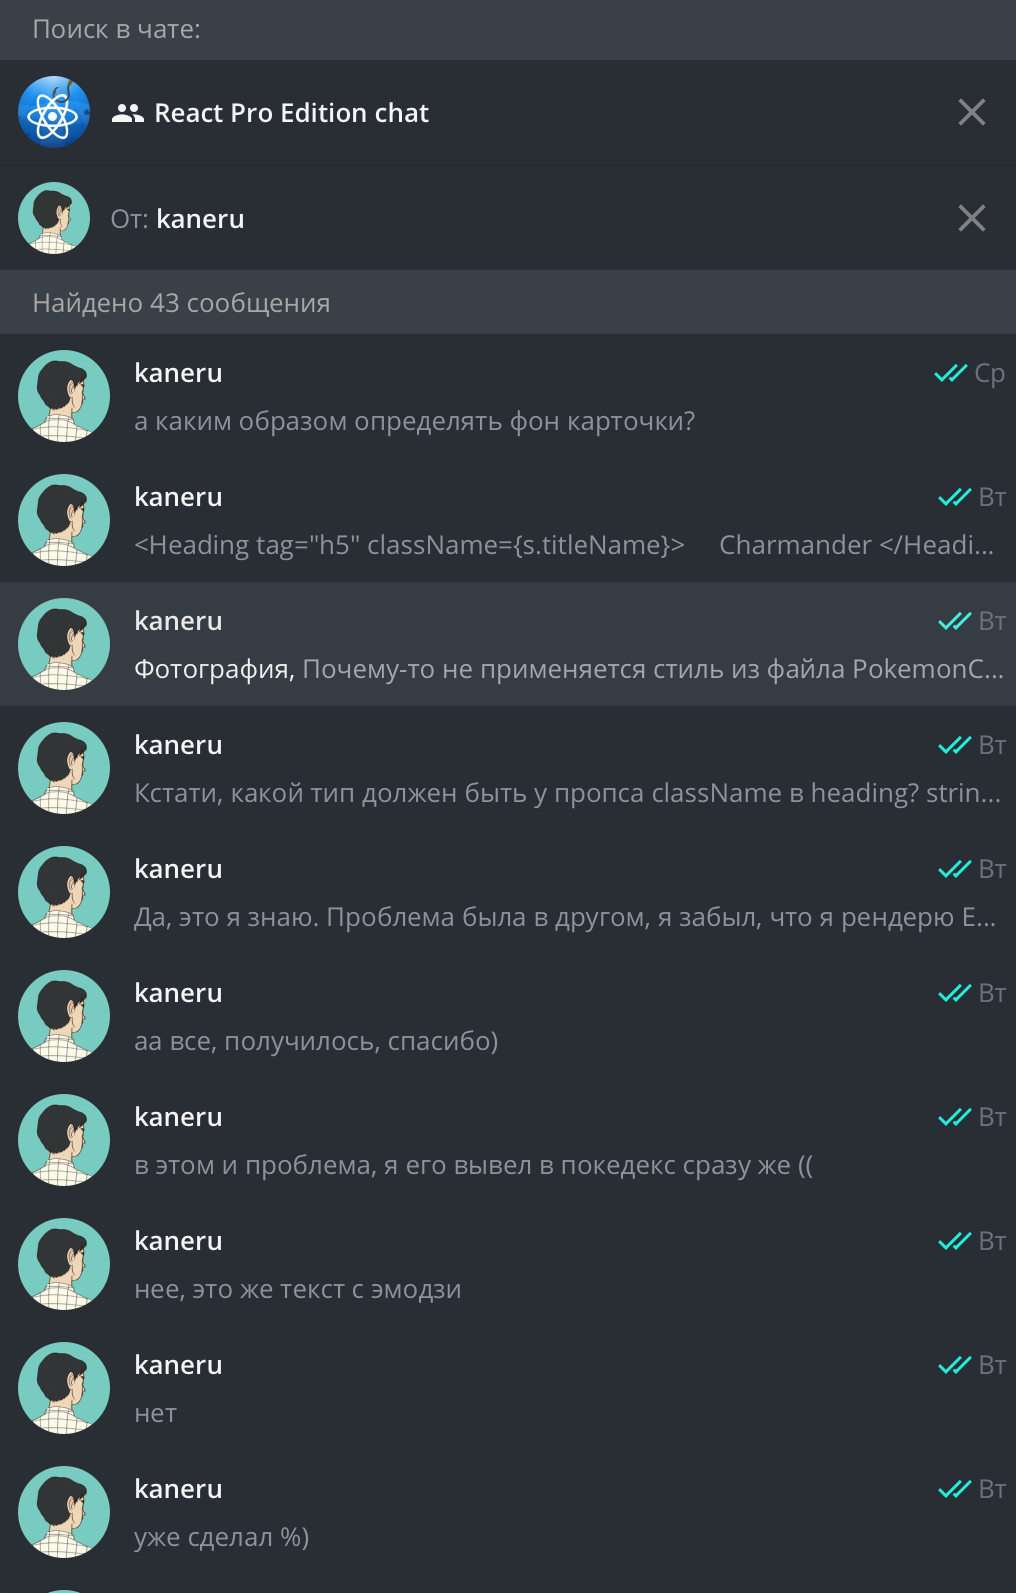 Поиск в чате:
React Pro Edition chat
От: kaneru
Найдено 43 сообщения
kaneru Ср
а каким образом определять фон карточки?
kaneru Вт
<Heading tag="h5" className={s.titleName}> Charmander </Headi...
kaneru Вт
Фотография, Почему-то не применяется стиль из файла PokemonC...
kaneru Вт
Кстати, какой тип должен быть у пропса className в heading? strin...
kaneru Вт
Да, это я знаю. Проблема была в другом, я забыл, что я рендерю E...
kaneru Вт
аа все, получилось, спасибо)
kaneru Вт
в этом и проблема, я его вывел в покедекс сразу же ((
kaneru Вт
нее, это же текст с эмодзи
kaneru Вт
нет
kaneru Вт
уже сделал %)